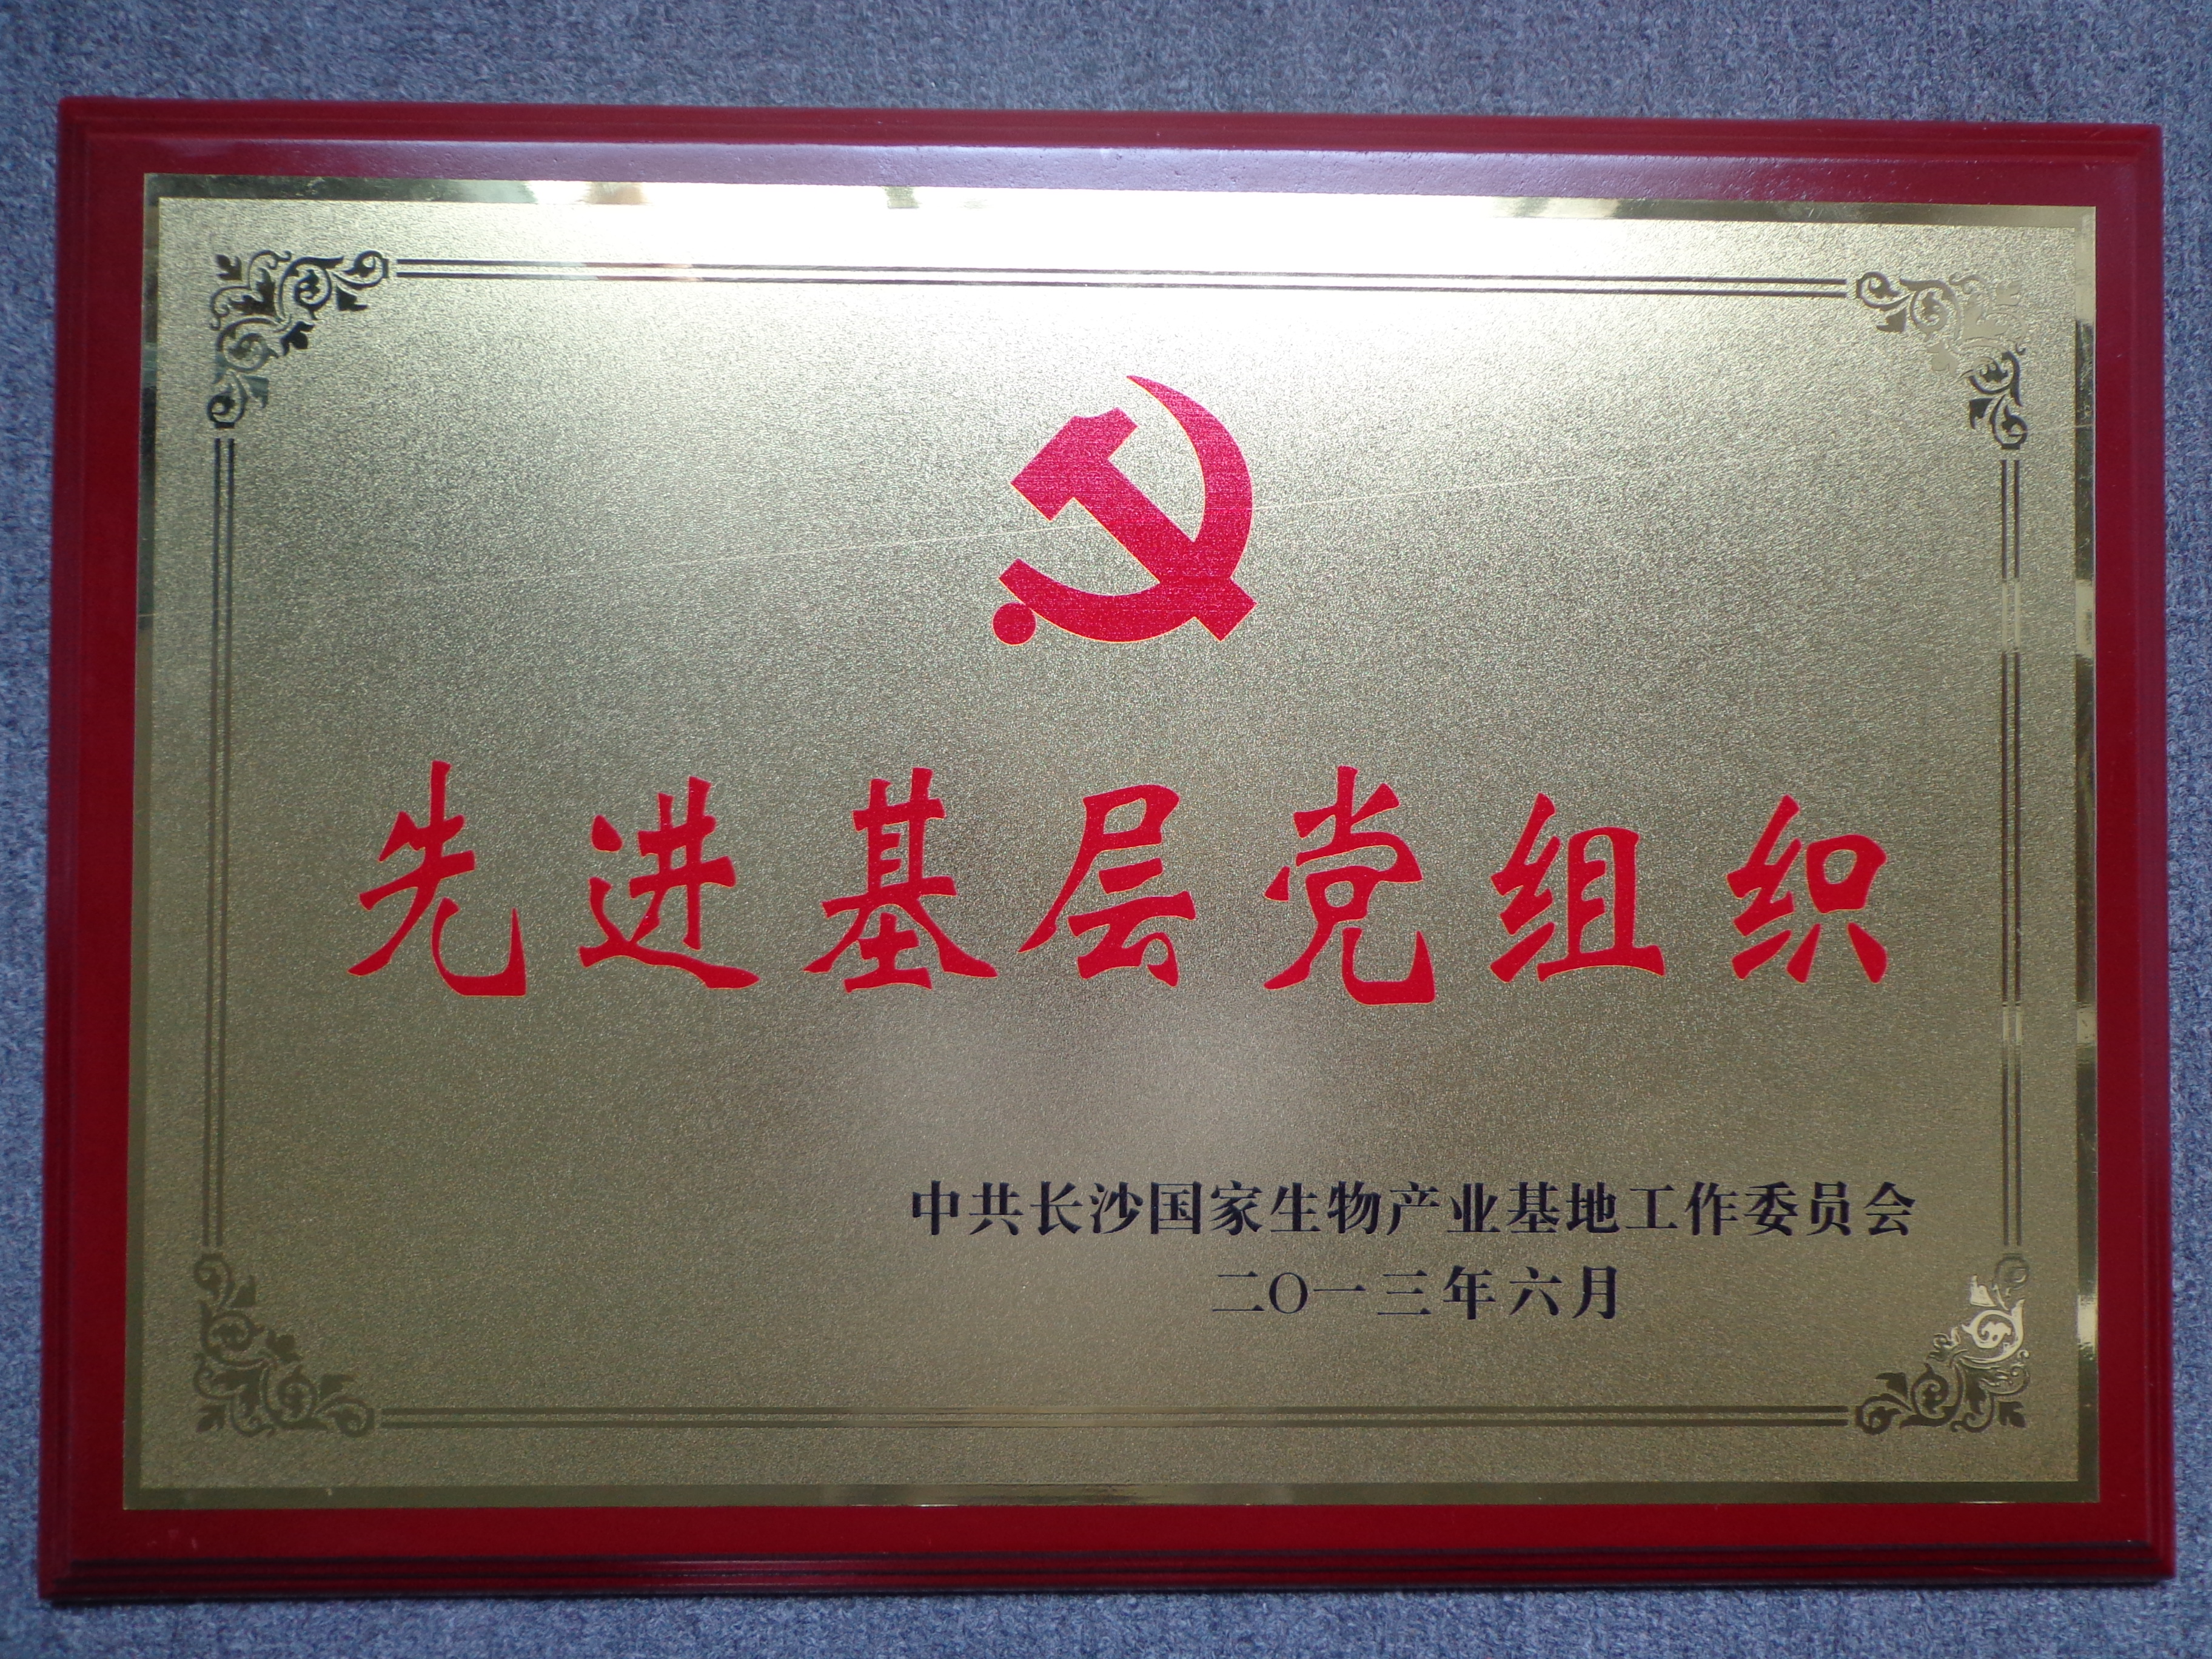 先进基层党组织
中共长沙国家生物产业基地工作委员会
二〇一三年六月